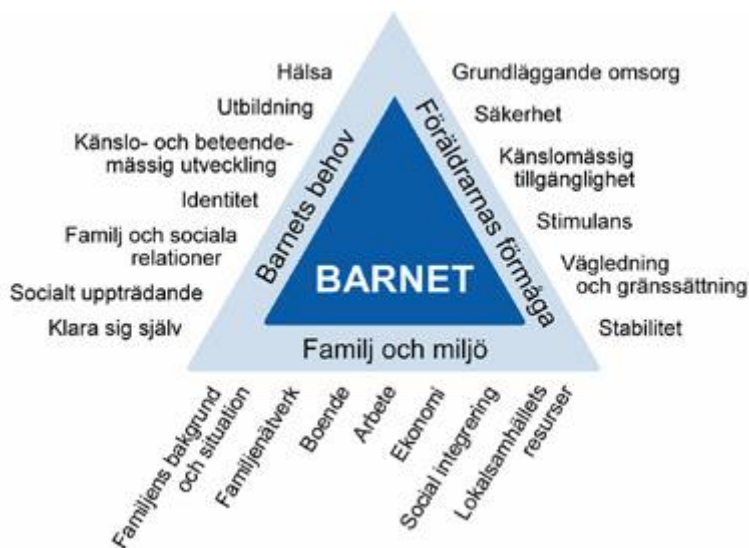 Hälsa
Utbildning
Känslo- och beteende-
mässig utveckling
Identitet
Familj och sociala
relationer
Socialt uppträdande
Klara sig själv
Barnets behov
BARNET
Föräldrarnas förmåga
Grundläggande omsorg
Säkerhet
Känslomässig
tillgänglighet
Stimulans
Vägledning
och gränssättning
Stabilitet
Familj och miljö
Familjens bakgrund
och situation
Familjenätverk
Boende
Arbete
Ekonomi
Social integrering
Lokalsamhällets
resurser